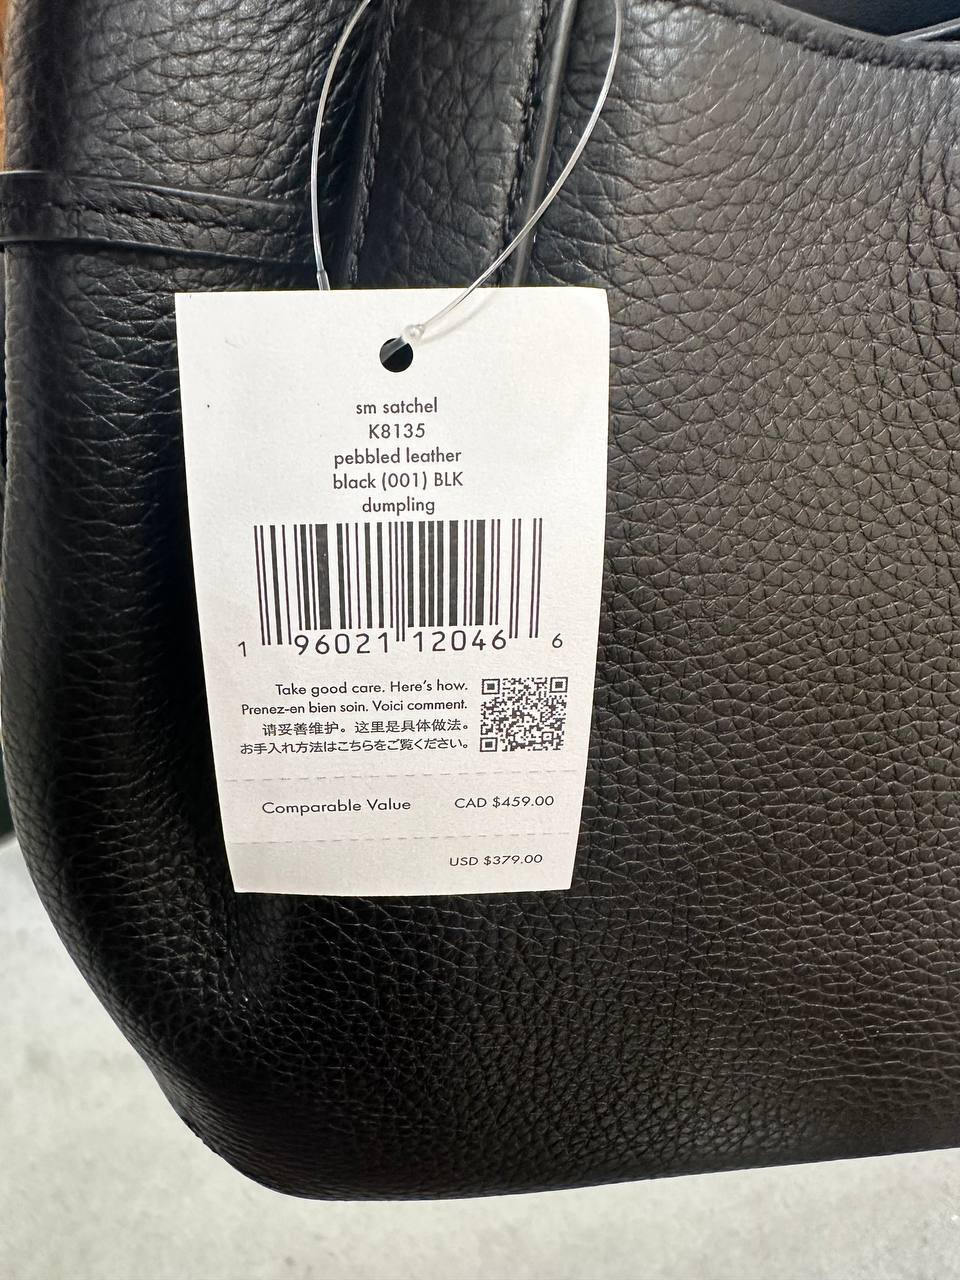 sm satchel
K8135
pebbled leather
black (001) BLK
dumpling
1 96021 12046 6
Take good care. Here's how.
Prenez-en bien soin. Voici comment.
请妥善维护。这里是具体做法。
お手入れ方法はこちらをご覧ください。
Comparable Value CAD $459.00
USD $379.00